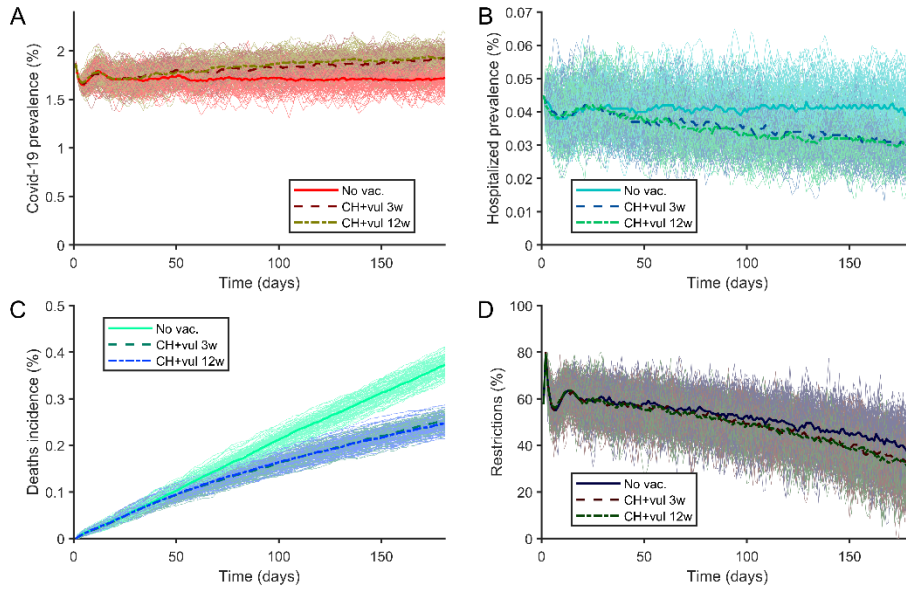 A
Covid-19 prevalence (%)
2
1.5
1
0.5
0
0
50
100
150
Time (days)
No vac.
CH+vul 3w
CH+vul 12w
B
Hospitalized prevalence (%)
0.07
0.06
0.05
0.04
0.03
0.02
0.01
0
0
50
100
150
Time (days)
No vac.
CH+vul 3w
CH+vul 12w
C
Deaths incidence (%)
0.5
0.4
0.3
0.2
0.1
0
0
50
100
150
Time (days)
No vac.
CH+vul 3w
CH+vul 12w
D
Restrictions (%)
100
80
60
40
20
0
0
50
100
150
Time (days)
No vac.
CH+vul 3w
CH+vul 12w